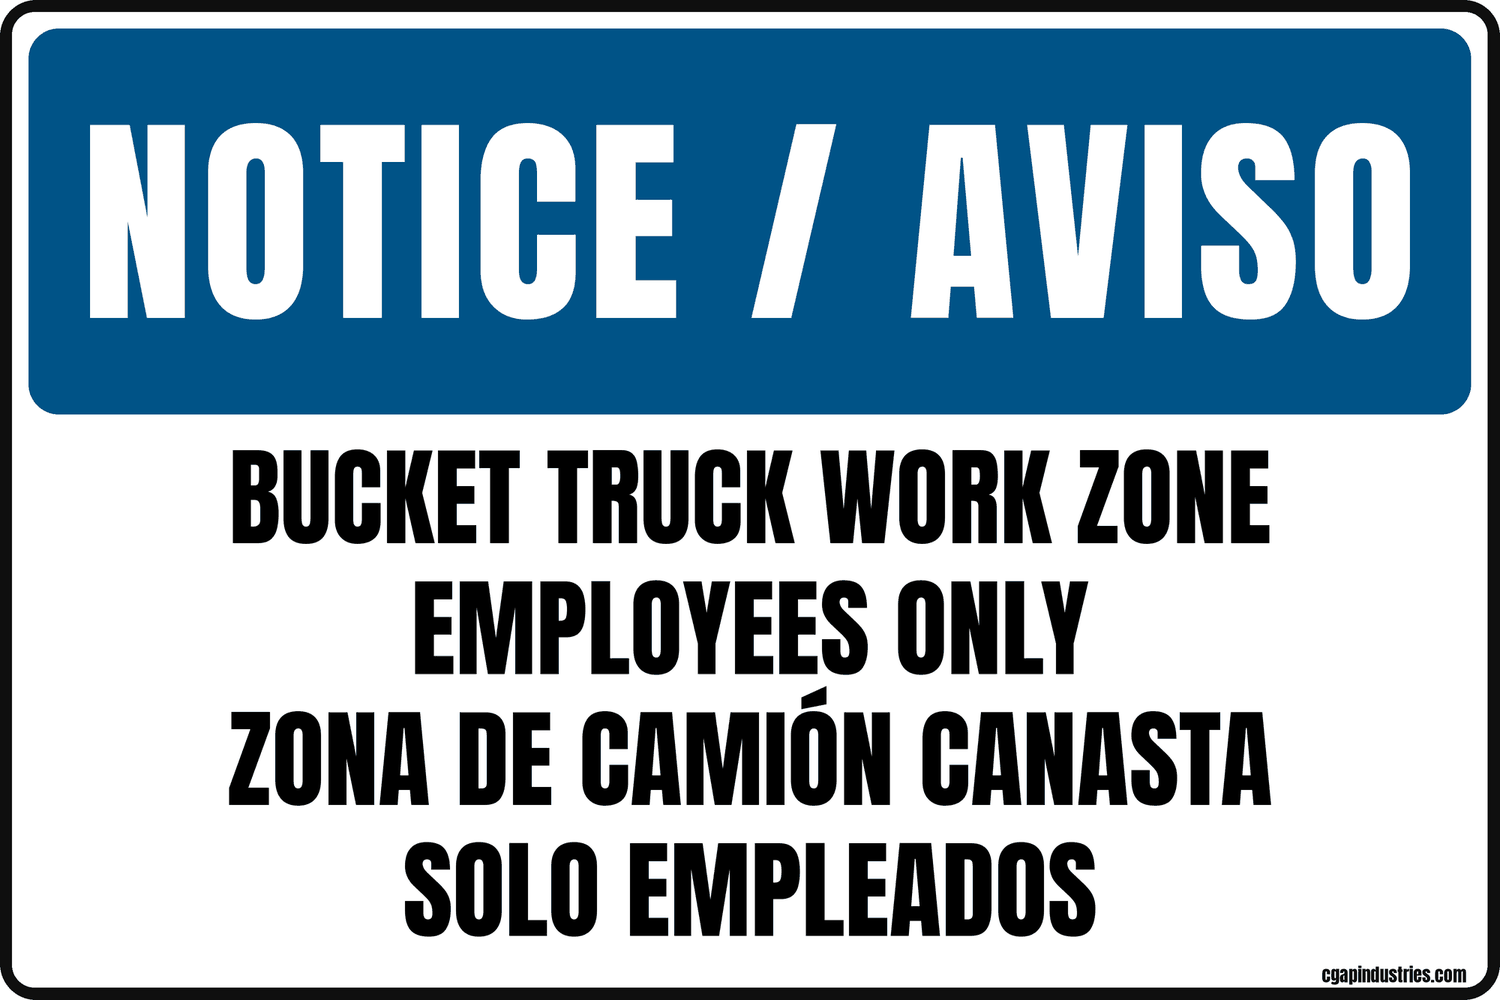 NOTICE / AVISO
BUCKET TRUCK WORK ZONE
EMPLOYEES ONLY
ZONA DE CAMIÓN CANASTA
SOLO EMPLEADOS
cgapindustries.com